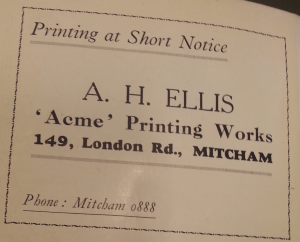 Printing at Short Notice
A. H. ELLIS
'Acme' Printing Works
149, London Rd., MITCHAM
Phone : Mitcham 0888